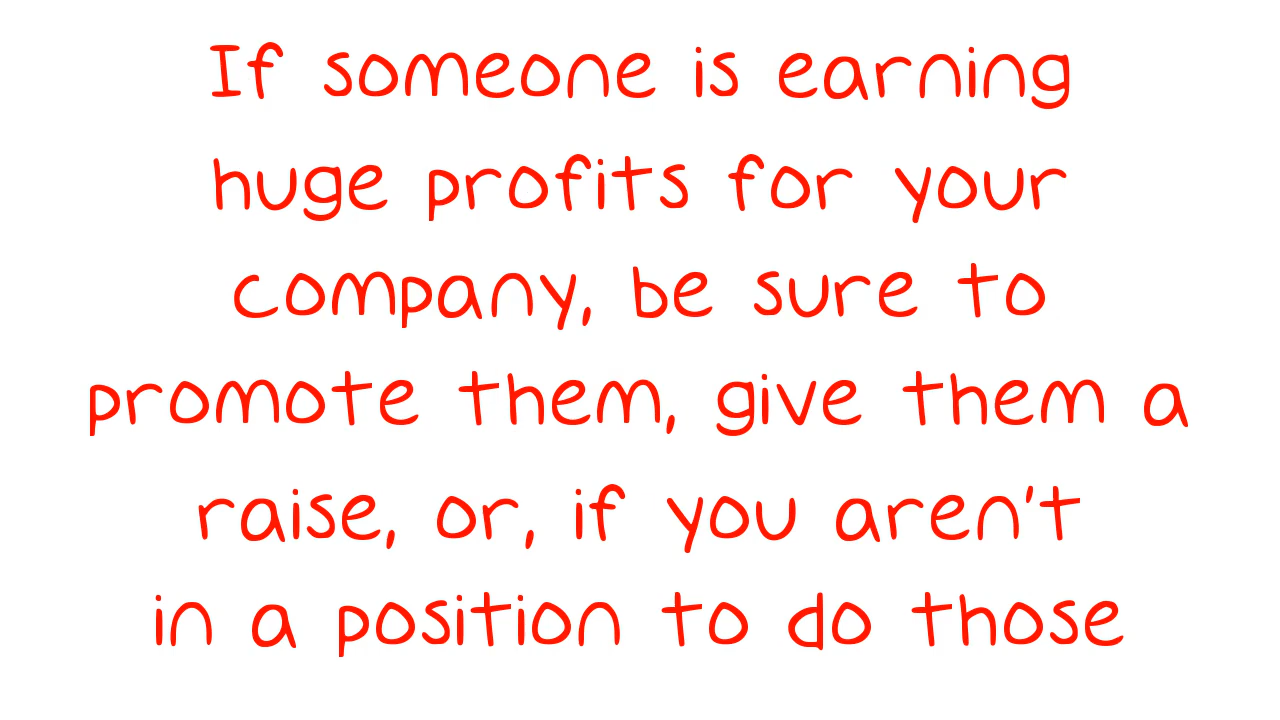 If someone is earning
huge profits for your
company, be sure to
promote them, give them a
raise, or, if you aren't
in a position to do those